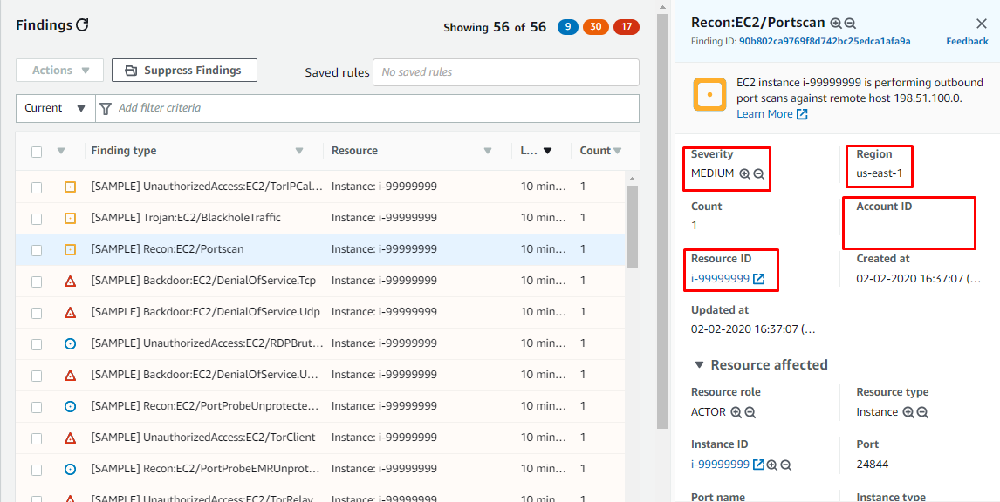 Findings
Showing 56 of 56 9 30 17
Actions Suppress Findings Saved rules No saved rules
Current Add filter criteria
Finding type Resource L... Count
[SAMPLE] UnauthorizedAccess:EC2/TorIPCal... Instance: i-99999999 10 min... 1
[SAMPLE] Trojan:EC2/BlackholeTraffic Instance: i-99999999 10 min... 1
[SAMPLE] Recon:EC2/Portscan Instance: i-99999999 10 min... 1
[SAMPLE] Backdoor:EC2/DenialOfService.Tcp Instance: i-99999999 10 min... 1
[SAMPLE] Backdoor:EC2/DenialOfService.Udp Instance: i-99999999 10 min... 1
[SAMPLE] UnauthorizedAccess:EC2/RDPBrut... Instance: i-99999999 10 min... 1
[SAMPLE] Backdoor:EC2/DenialOfService.U... Instance: i-99999999 10 min... 1
[SAMPLE] Recon:EC2/PortProbeUnprotecte... Instance: i-99999999 10 min... 1
[SAMPLE] UnauthorizedAccess:EC2/TorClient Instance: i-99999999 10 min... 1
[SAMPLE] Recon:EC2/PortProbeEMRUnprot... Instance: i-99999999 10 min... 1
[SAMPLE] UnauthorizedAccess:EC2/TorRelay Instance: i-99999999 10 min... 1
Recon:EC2/Portscan
Finding ID: 90b802ca9769f8d742bc25edca1afa9a Feedback
EC2 instance i-99999999 is performing outbound
port scans against remote host 198.51.100.0.
Learn More
Severity Region
MEDIUM us-east-1
Count Account ID
1
Resource ID Created at
i-99999999 02-02-2020 16:37:07 (...
Updated at
02-02-2020 16:37:07 (...
Resource affected
Resource role Resource type
ACTOR Instance
Instance ID Port
i-99999999 24844
Port name Instance type